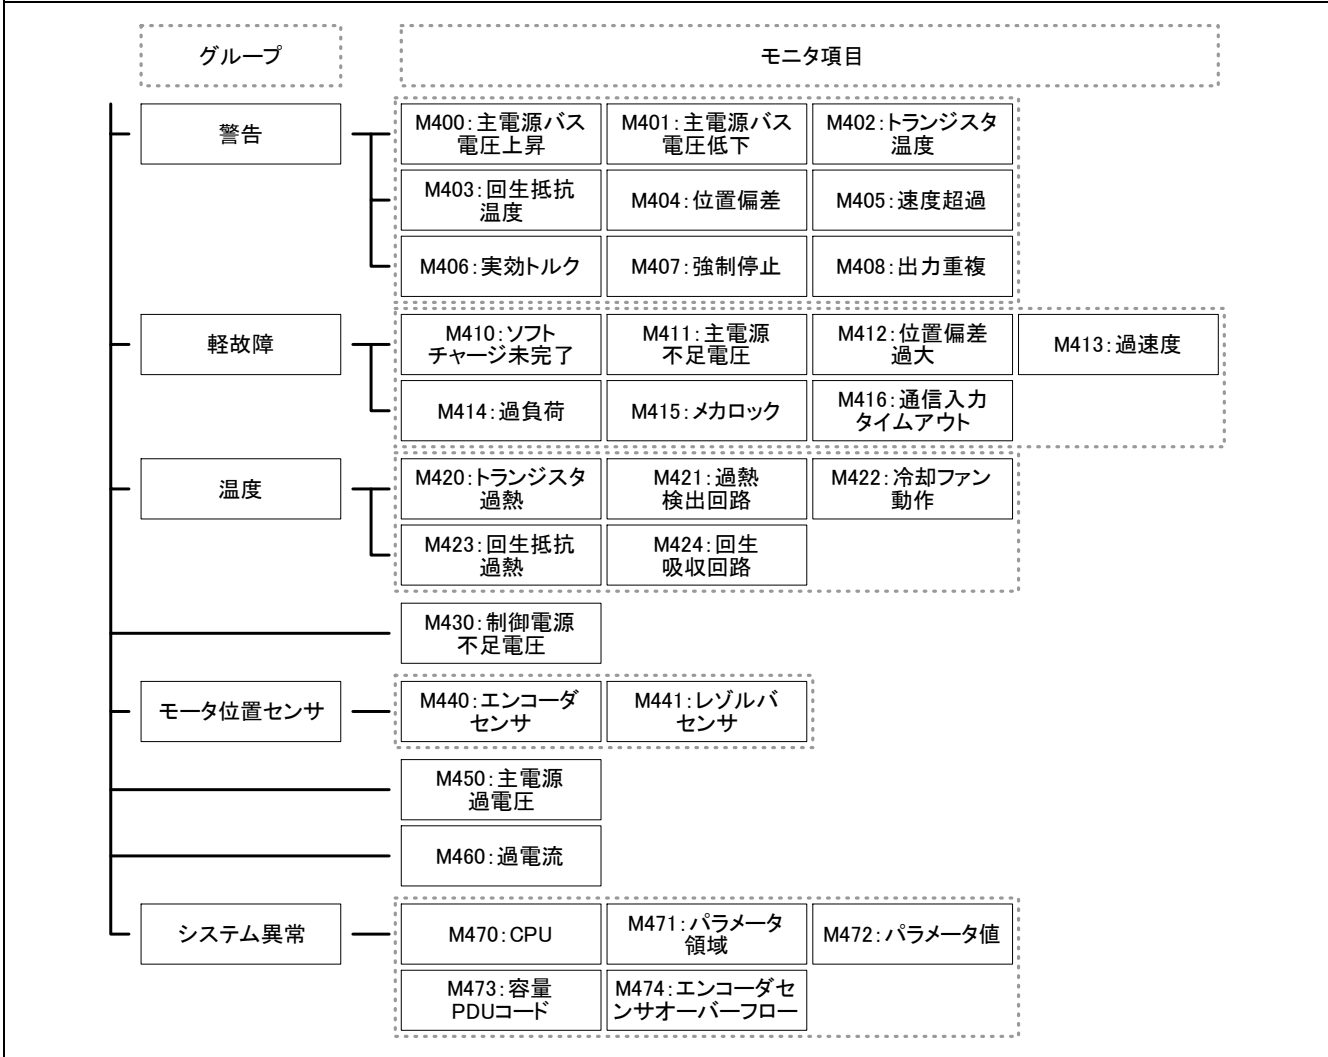 グループ
モニタ項目
警告
M400：主電源バス
電圧上昇
M401：主電源バス
電圧低下
M402：トランジスタ
温度
M403：回生抵抗
温度
M404：位置偏差
M405：速度超過
M406：実効トルク
M407：強制停止
M408：出力重複
軽故障
M410：ソフト
チャージ未完了
M411：主電源
不足電圧
M412：位置偏差
過大
M413：過速度
M414：過負荷
M415：メカロック
M416：通信入力
タイムアウト
温度
M420：トランジスタ
過熱
M421：過熱
検出回路
M422：冷却ファン
動作
M423：回生抵抗
過熱
M424：回生
吸収回路
M430：制御電源
不足電圧
モータ位置センサ
M440：エンコーダ
センサ
M441：レゾルバ
センサ
M450：主電源
過電圧
M460：過電流
システム異常
M470：CPU
M471：パラメータ
領域
M472：パラメータ値
M473：容量
PDUコード
M474：エンコーダセ
ンサオーバーフロー